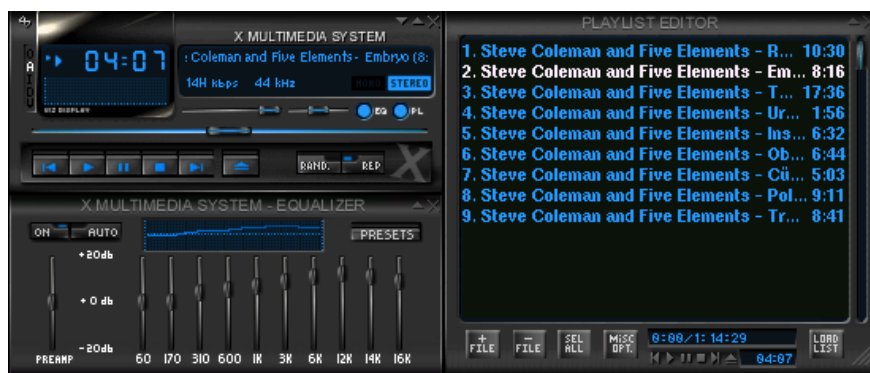 X MULTIMEDIA SYSTEM
O
A
I
D
U
04:07
VIZ DISPLAY
: Coleman and Five Elements - Embryo (8:
14H kbps 44 kHz
MONO STEREO
EQ PL
RAND. REP
X
X MULTIMEDIA SYSTEM - EQUALIZER
ON AUTO
PRESETS
+20db
+ 0 db
-20db
PREAMP 60 170 310 600 1K 3K 6K 12K 14K 16K
PLAYLIST EDITOR
1. Steve Coleman and Five Elements - R... 10:30
2. Steve Coleman and Five Elements - Em... 8:16
3. Steve Coleman and Five Elements - T... 17:36
4. Steve Coleman and Five Elements - Ur... 1:56
5. Steve Coleman and Five Elements - Ins... 6:32
6. Steve Coleman and Five Elements - Ob... 6:44
7. Steve Coleman and Five Elements - Cü... 5:03
8. Steve Coleman and Five Elements - Pol... 9:11
9. Steve Coleman and Five Elements - Tr... 8:41
+ FILE
- FILE
SEL ALL
MISC OPT.
0:00/1:14:29
04:07
LOAD LIST